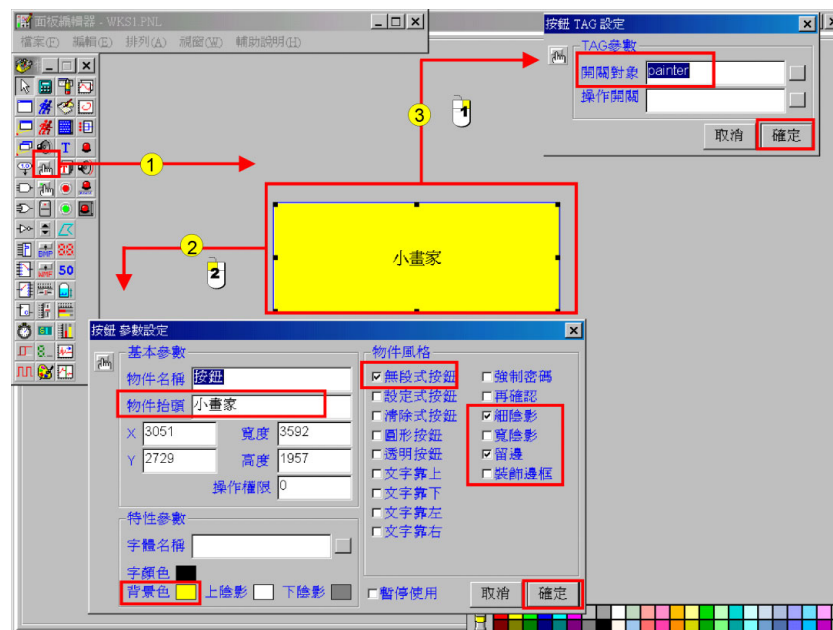 面板編輯器 - WKS1.PNL
檔案(F) 編輯(E) 排列(A) 視窗(W) 輔助說明(H)
T
T
50
BMP 88
WMF
1
2
2
3
1
小畫家
按鈕 TAG 設定
TAG參數
開關對象 painter
操作開關
取消 確定
按鈕 參數設定
基本參數
物件名稱 按鈕
物件抬頭 小畫家
X 3051 寬度 3592
Y 2729 高度 1957
操作權限 0
特性參數
字體名稱
字顏色
背景色 上陰影 下陰影
物件風格
無段式按鈕 強制密碼
設定式按鈕 再確認
清除式按鈕 細陰影
圓形按鈕 寬陰影
透明按鈕 留邊
文字靠上 裝飾邊框
文字靠下
文字靠左
文字靠右
暫停使用 取消 確定